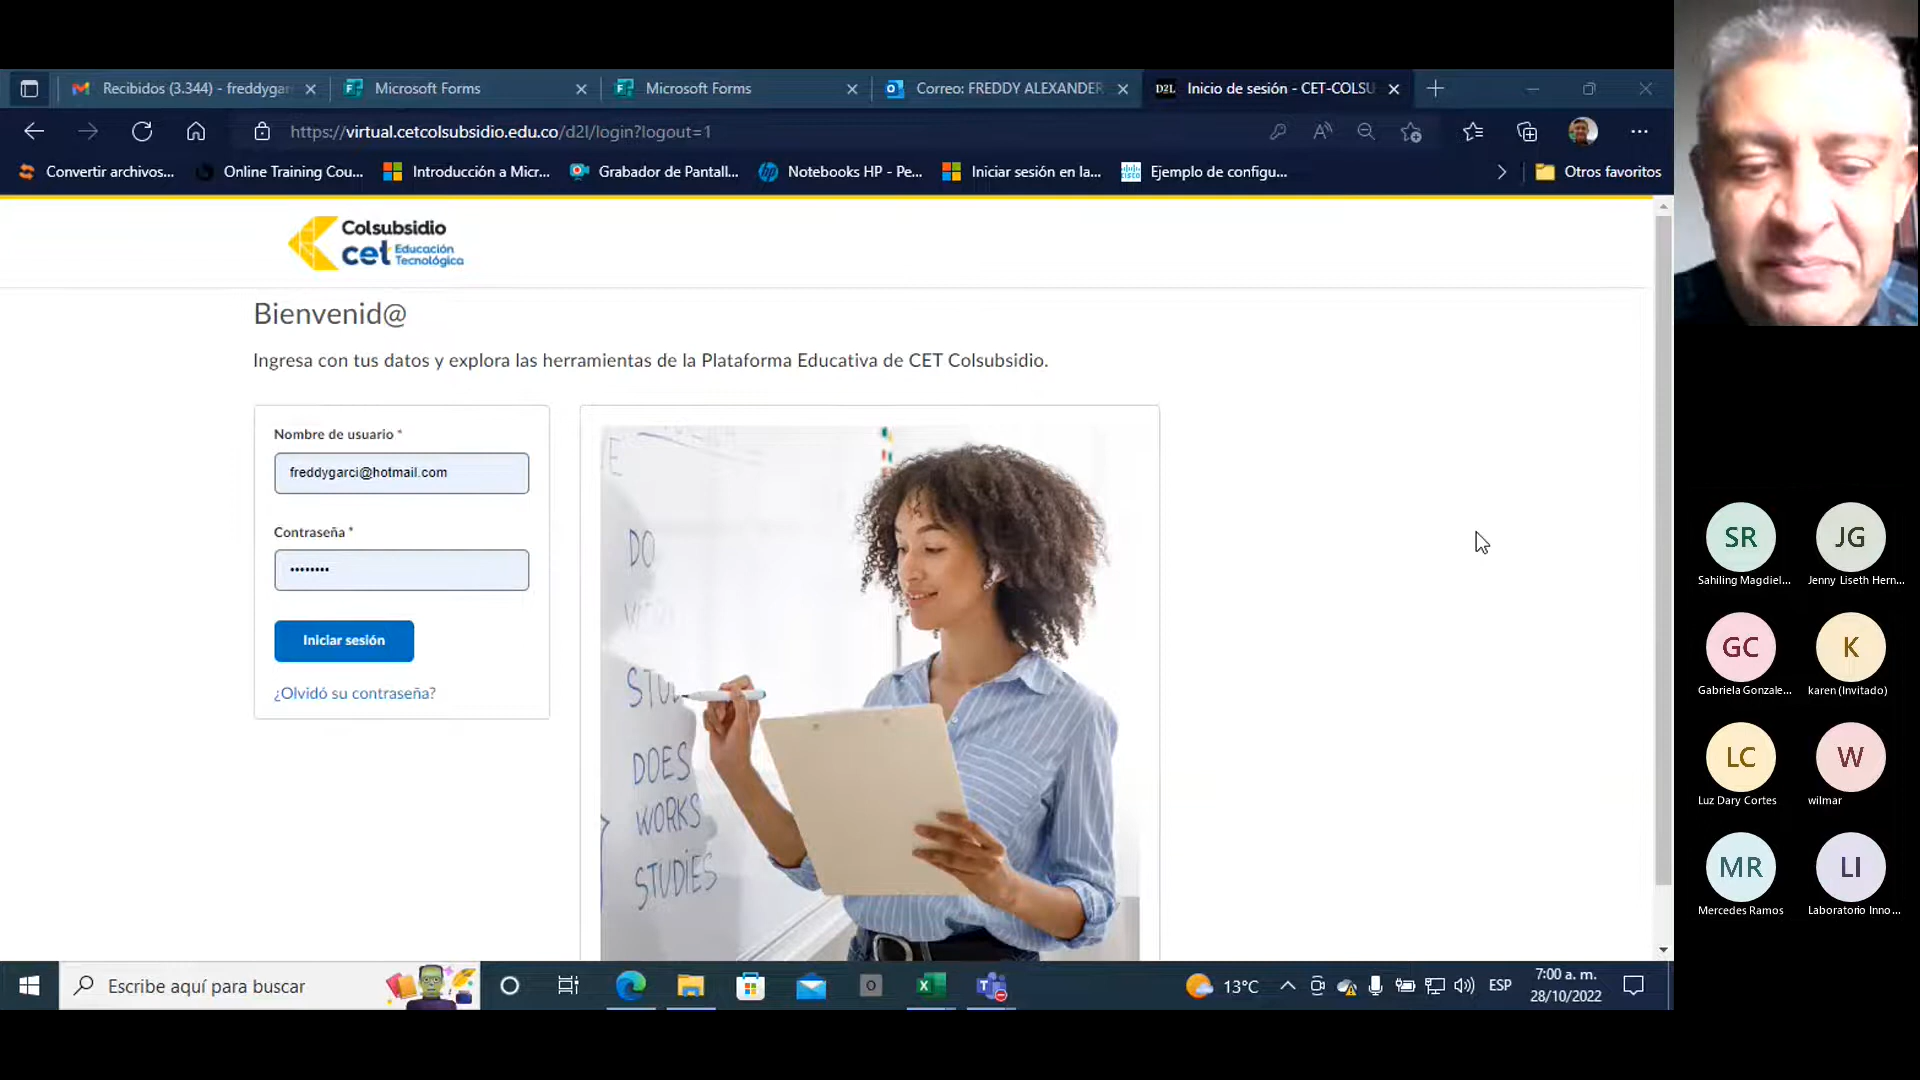 Recibidos (3.344) - freddygar
Microsoft Forms
Microsoft Forms
Correo: FREDDY ALEXANDER
D2L
Inicio de sesión - CET-COLSU
https://virtual.cetcolsubsidio.edu.co/d2l/login?logout=1
Convertir archivos...
Online Training Cou...
Introducción a Micr...
Grabador de Pantall...
Notebooks HP - Pe...
Iniciar sesión en la...
Ejemplo de configu...
Otros favoritos
Colsubsidio
cet Educación Tecnológica
Bienvenid@
Ingresa con tus datos y explora las herramientas de la Plataforma Educativa de CET Colsubsidio.
Nombre de usuario *
freddygarci@hotmail.com
Contraseña *
••••••••
Iniciar sesión
¿Olvidó su contraseña?
DO
DOES
WORKS
STUDIES
SR
Sahiling Magdiel...
JG
Jenny Liseth Hern...
GC
Gabriela Gonzale...
K
karen (Invitado)
LC
Luz Dary Cortes
W
wilmar
MR
Mercedes Ramos
LI
Laboratorio Inno...
Escribe aquí para buscar
13°C
ESP
7:00 a. m.
28/10/2022